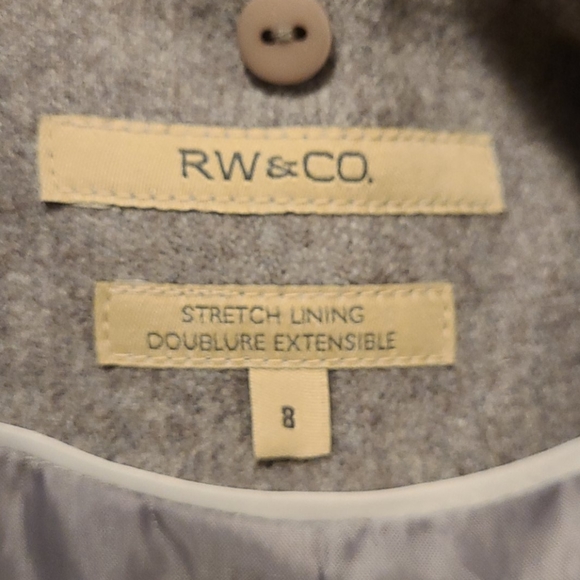 RW&CO.
STRETCH LINING
DOUBLURE EXTENSIBLE
8